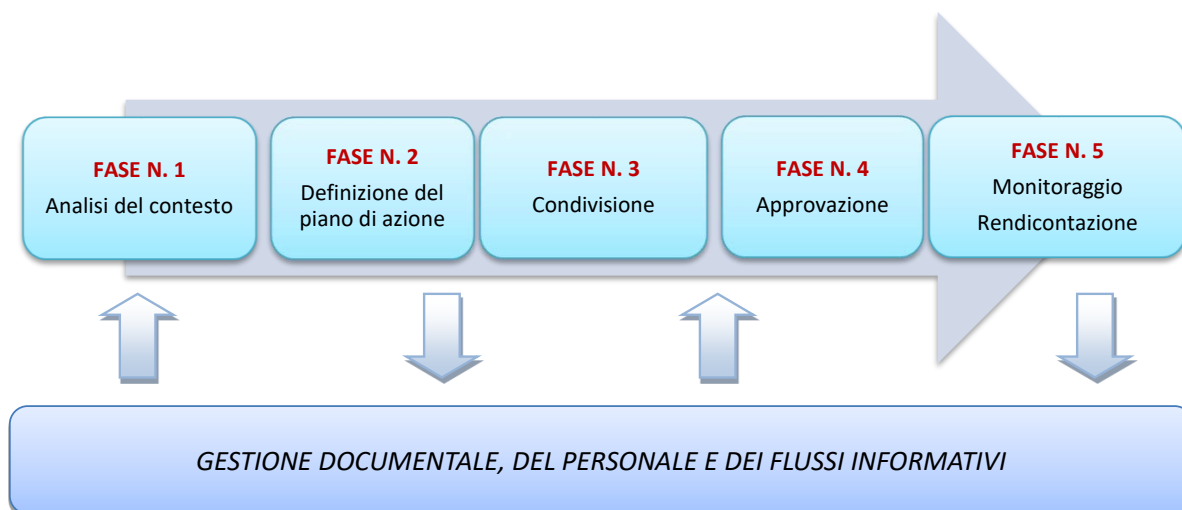 FASE N. 1
Analisi del contesto
FASE N. 2
Definizione del
piano di azione
FASE N. 3
Condivisione
FASE N. 4
Approvazione
FASE N. 5
Monitoraggio
Rendicontazione
GESTIONE DOCUMENTALE, DEL PERSONALE E DEI FLUSSI INFORMATIVI